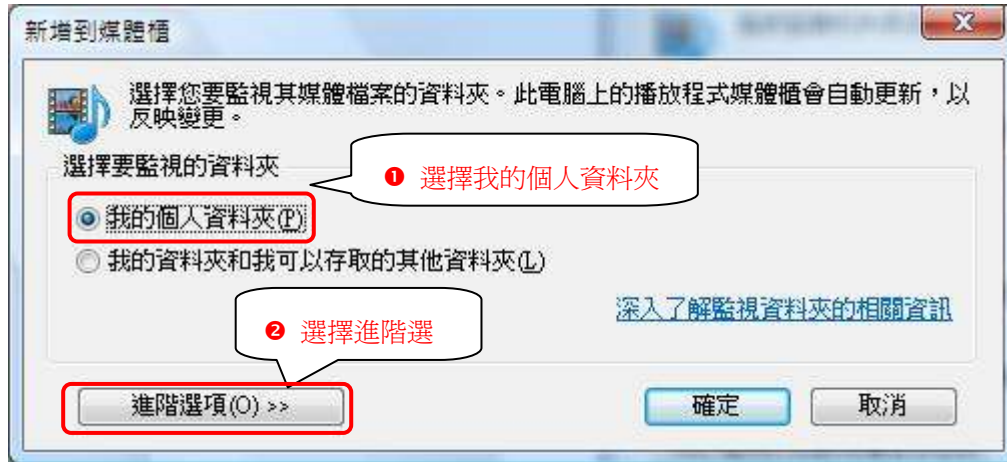 新增到媒體櫃
選擇您要監視其媒體檔案的資料夾。此電腦上的播放程式媒體櫃會自動更新，以
反映變更。
選擇要監視的資料夾
❶ 選擇我的個人資料夾
我的個人資料夾(P)
我的資料夾和我可以存取的其他資料夾(L)
深入了解監視資料夾的相關資訊
❷ 選擇進階選
進階選項(O) >>
確定
取消